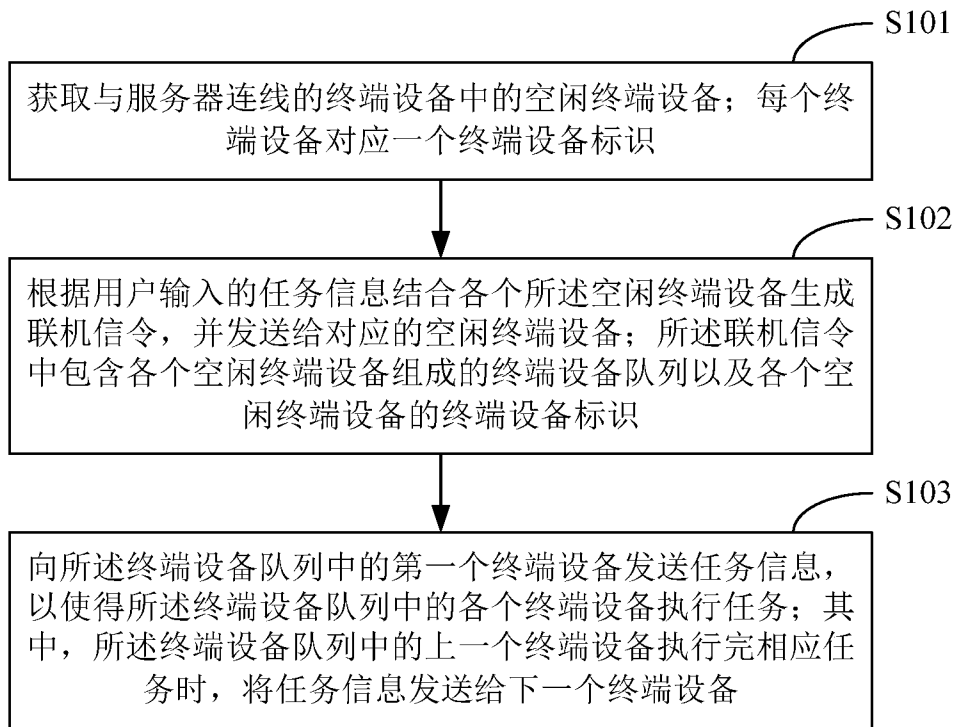 S101
获取与服务器连线的终端设备中的空闲终端设备；每个终
端设备对应一个终端设备标识
S102
根据用户输入的任务信息结合各个所述空闲终端设备生成
联机信令，并发送给对应的空闲终端设备；所述联机信令
中包含各个空闲终端设备组成的终端设备队列以及各个空
闲终端设备的终端设备标识
S103
向所述终端设备队列中的第一个终端设备发送任务信息，
以使得所述终端设备队列中的各个终端设备执行任务；其
中，所述终端设备队列中的上一个终端设备执行完相应任
务时，将任务信息发送给下一个终端设备